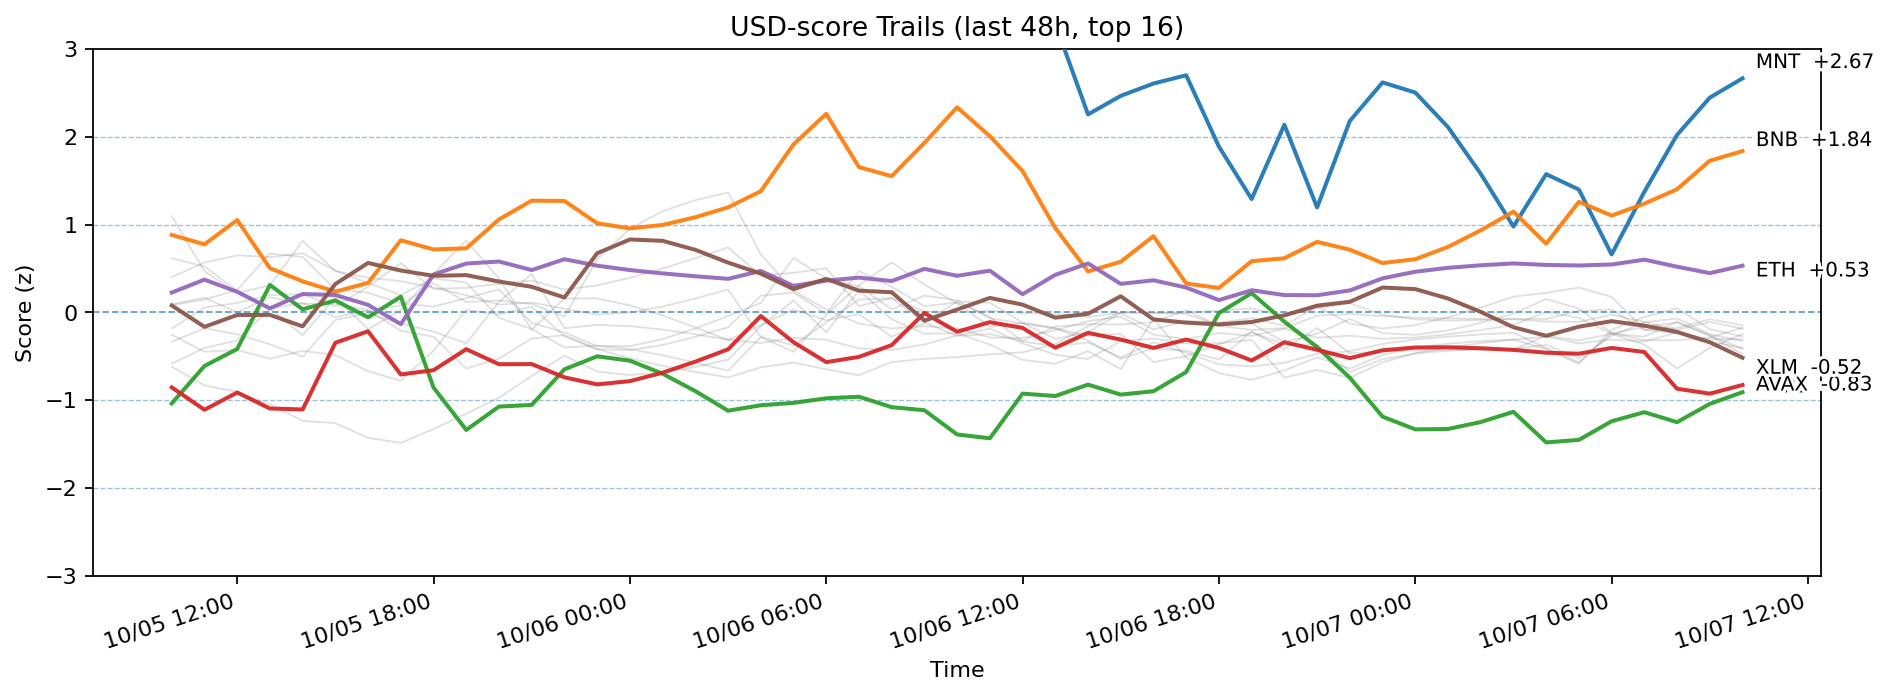 USD-score Trails (last 48h, top 16)
Score (z)
3
2
1
0
−1
−2
−3
MNT +2.67
BNB +1.84
ETH +0.53
XLM -0.52
AVAX -0.83
10/05 12:00
10/05 18:00
10/06 00:00
10/06 06:00
10/06 12:00
10/06 18:00
10/07 00:00
10/07 06:00
10/07 12:00
Time